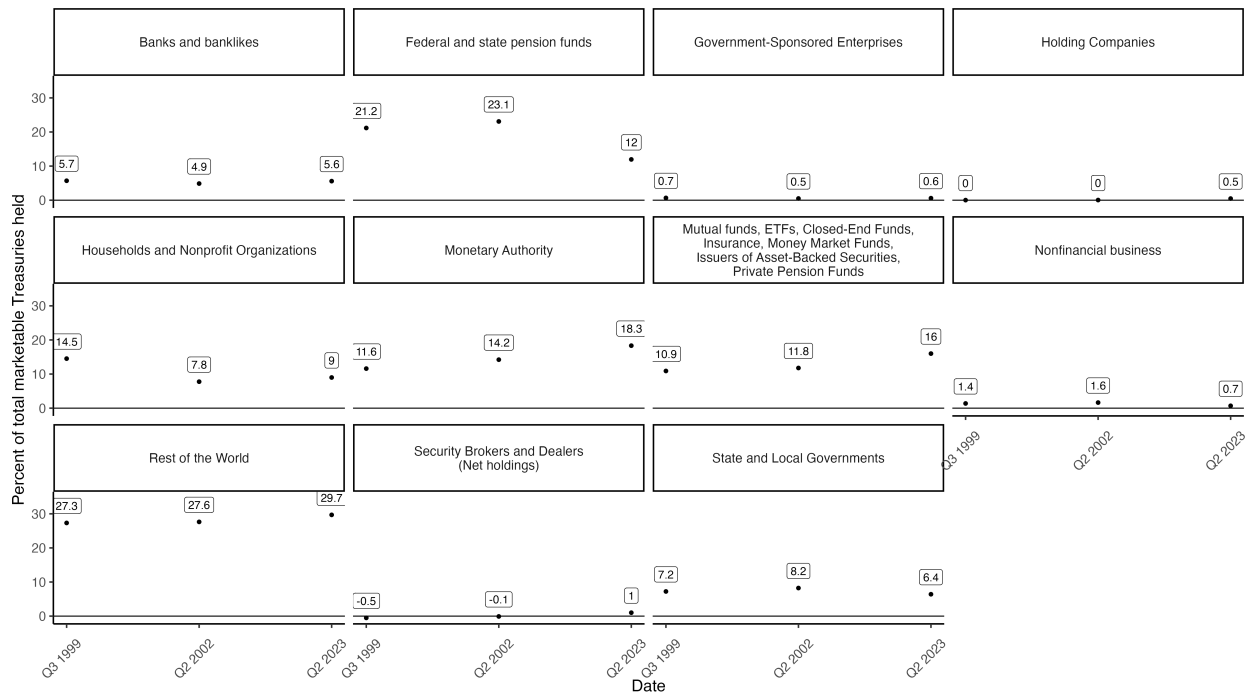 Banks and banklikes
Federal and state pension funds
Government-Sponsored Enterprises
Holding Companies
30
20
10
0
5.7
4.9
5.6
21.2
23.1
12
0.7
0.5
0.6
0
0
0.5
Households and Nonprofit Organizations
Monetary Authority
Mutual funds, ETFs, Closed-End Funds,
Insurance, Money Market Funds,
Issuers of Asset-Backed Securities,
Private Pension Funds
Nonfinancial business
30
20
10
0
14.5
7.8
9
11.6
14.2
18.3
10.9
11.8
16
1.4
1.6
0.7
Q3 1999
Q2 2002
Q2 2023
Rest of the World
Security Brokers and Dealers
(Net holdings)
State and Local Governments
30
20
10
0
27.3
27.6
29.7
-0.5
-0.1
1
7.2
8.2
6.4
Q3 1999
Q2 2002
Q2 2023
Q3 1999
Q2 2002
Q2 2023
Q3 1999
Q2 2002
Q2 2023
Date
Percent of total marketable Treasuries held